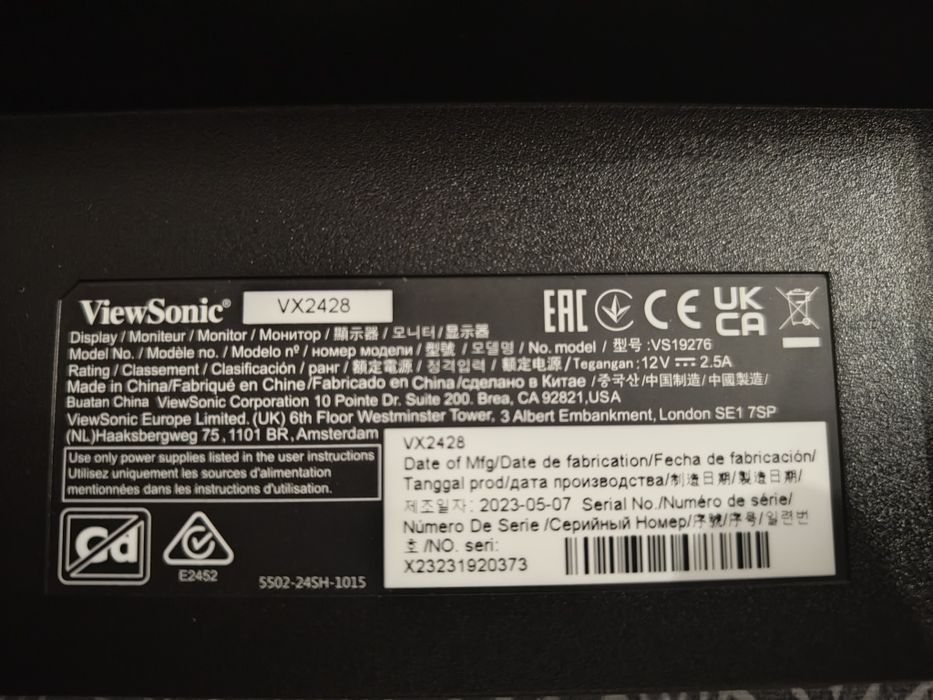 ViewSonic®
VX2428
EAC CE UK CA
Display / Moniteur / Monitor / Монитор / 顯示器 / 모니터 / 显示器
Model No. / Modèle no. / Modelo nº / номер модели / 型號 / 모델명 / No. model / 型号 :VS19276
Rating / Classement / Clasificación / ранг / 額定電源 / 정격입력 / 额定电源 /Tegangan :12V ⎓ 2.5A
Made in China/Fabriqué en Chine/Fabricado en China/сделано в Китае /중국산/中国制造/中國製造/
Buatan China ViewSonic Corporation 10 Pointe Dr. Suite 200. Brea, CA 92821,USA
ViewSonic Europe Limited. (UK) 6th Floor Westminster Tower, 3 Albert Embankment, London SE1 7SP
(NL)Haaksbergweg 75 ,1101 BR , Amsterdam
Use only power supplies listed in the user instructions
Utilisez uniquement les sources d'alimentation
mentionnées dans les instructions d'utilisation.
Cd
E2452
5502-24SH-1015
VX2428
Date of Mfg/Date de fabrication/Fecha de fabricación/
Tanggal prod/дата производства/制造日期/製造日期/
제조일자: 2023-05-07 Serial No./Numéro de série/
Número De Serie /Серийный Номер/序號/序号/일련번
호 /NO. seri:
X23231920373